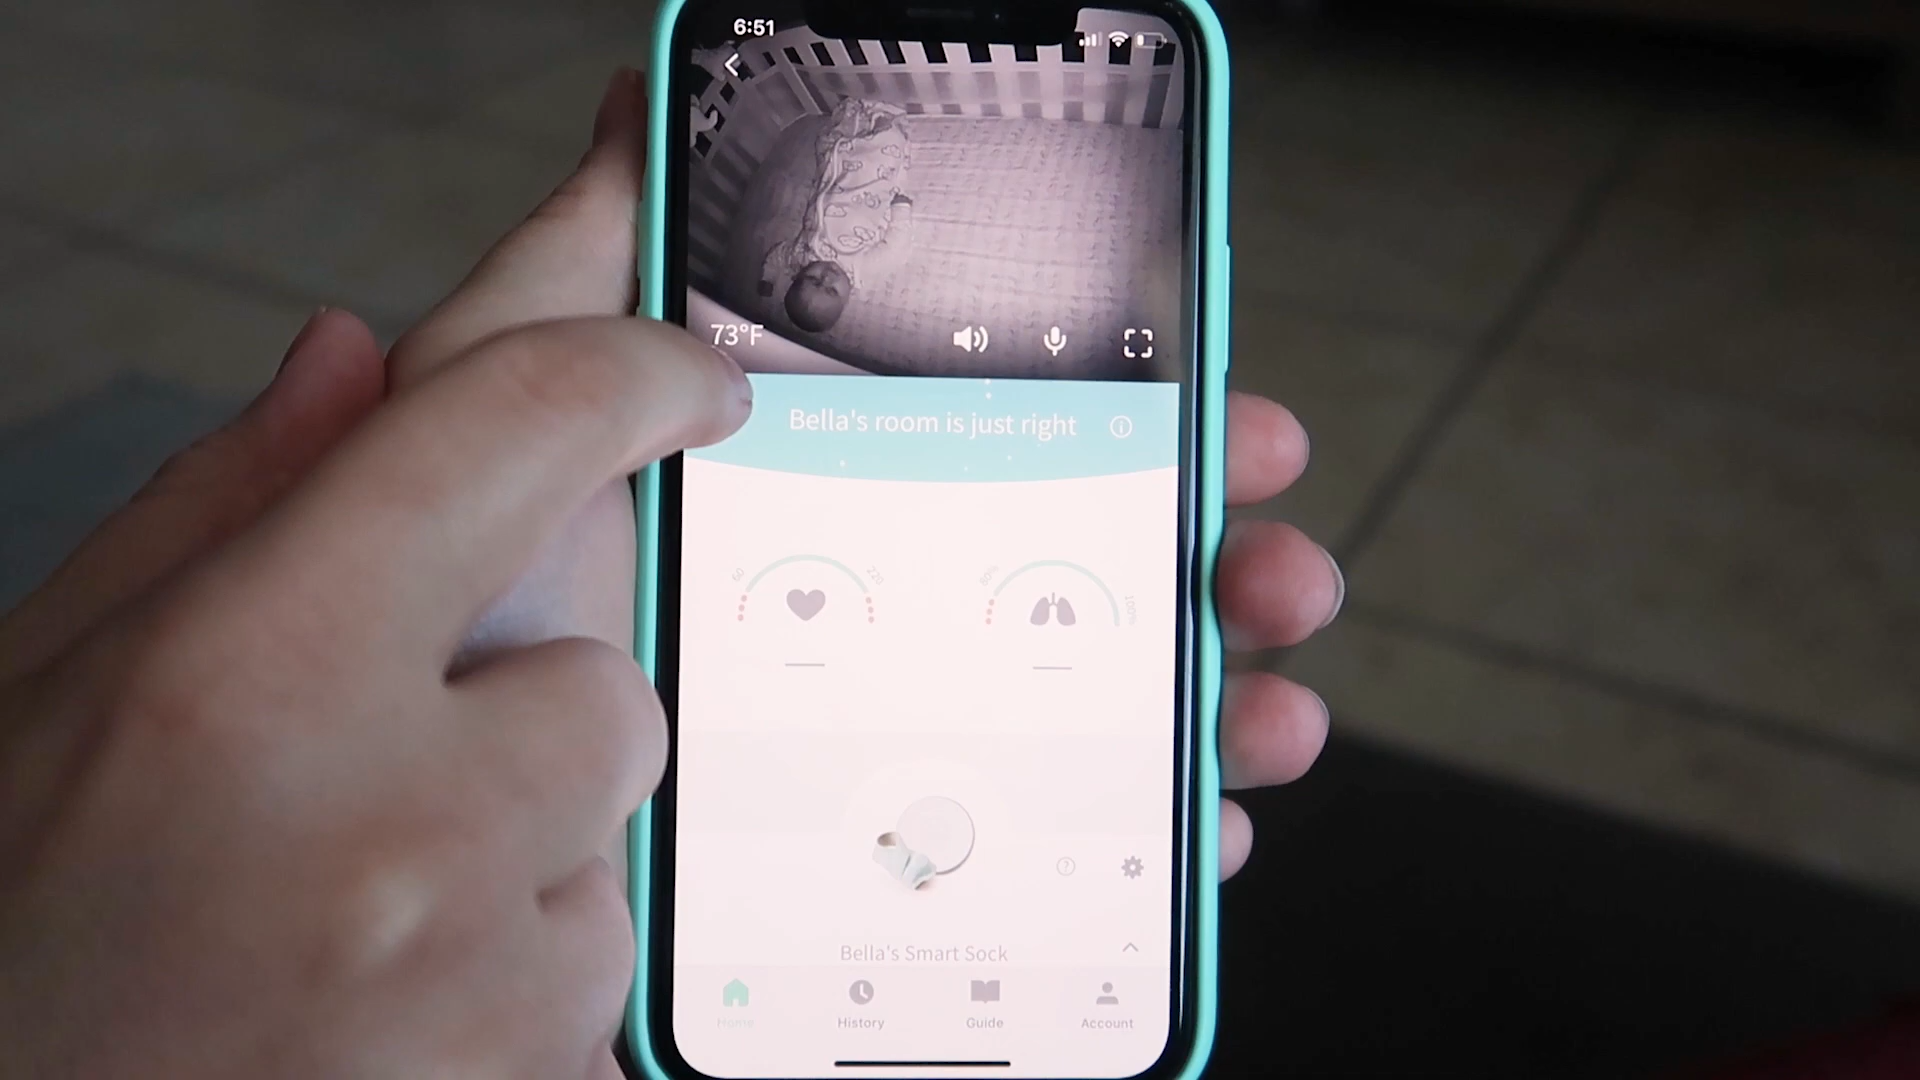 6:51
73°F
Bella's room is just right
60
220
80%
100%
Bella's Smart Sock
Home
History
Guide
Account